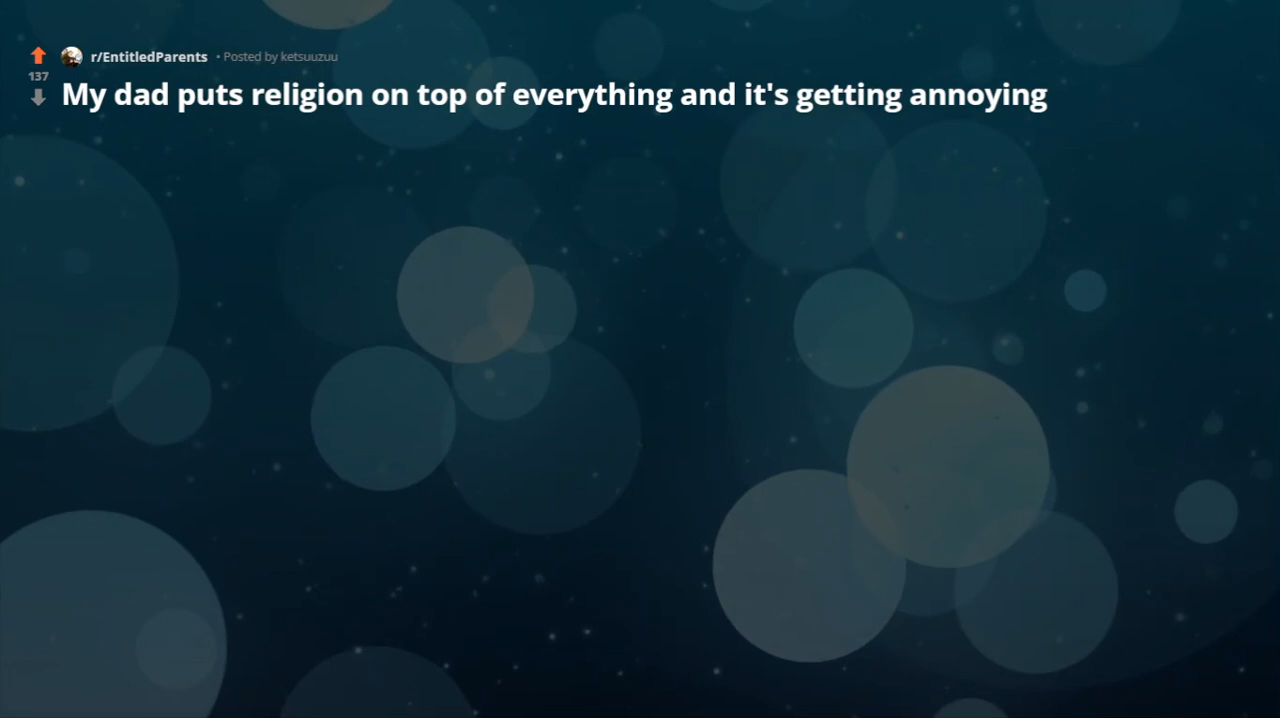 r/EntitledParents • Posted by ketsuuzuu
137
My dad puts religion on top of everything and it's getting annoying